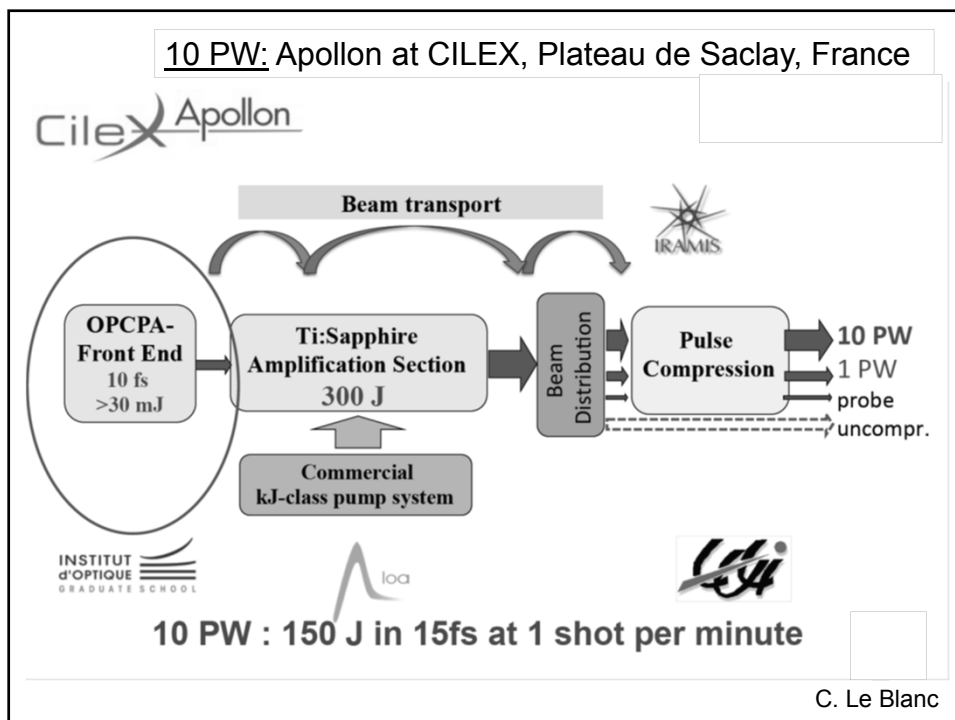 10 PW: Apollon at CILEX, Plateau de Saclay, France
CileX Apollon
Beam transport
IRAMIS
OPCPA-
Front End
10 fs
>30 mJ
Ti:Sapphire
Amplification Section
300 J
Beam
Distribution
Pulse
Compression
10 PW
1 PW
probe
uncompr.
Commercial
kJ-class pump system
INSTITUT
d'OPTIQUE
GRADUATE SCHOOL
loa
10 PW : 150 J in 15fs at 1 shot per minute
C. Le Blanc